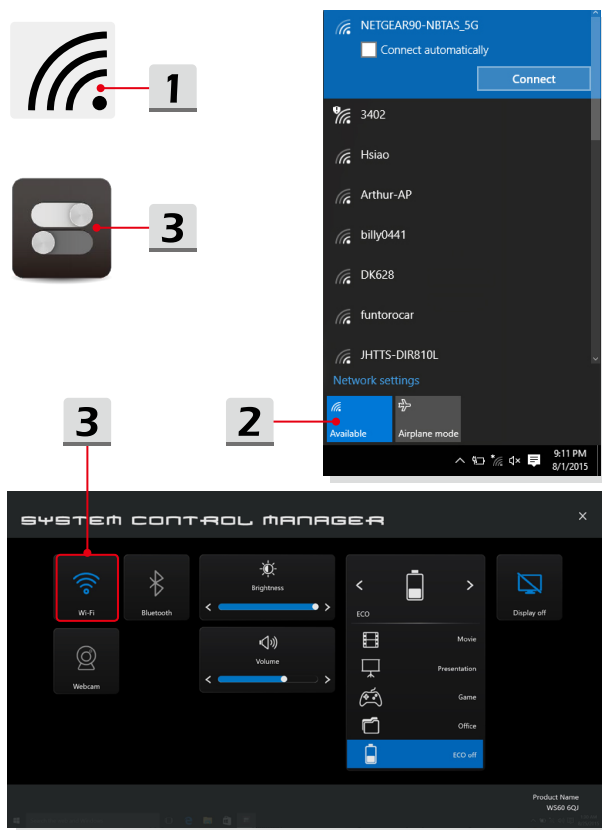 1
3
NETGEAR90-NBTAS_5G
Connect automatically
Connect
3402
Hsiao
Arthur-AP
billy0441
DK628
funtorocar
JHTTS-DIR810L
Network settings
Available
Airplane mode
9:11 PM
8/1/2015
3
2
SYSTEM CONTROL MANAGER
Wi-Fi
Bluetooth
Brightness
ECO
Display off
Webcam
Volume
Movie
Presentation
Game
Office
ECO off
Product Name
WS60 6QJ